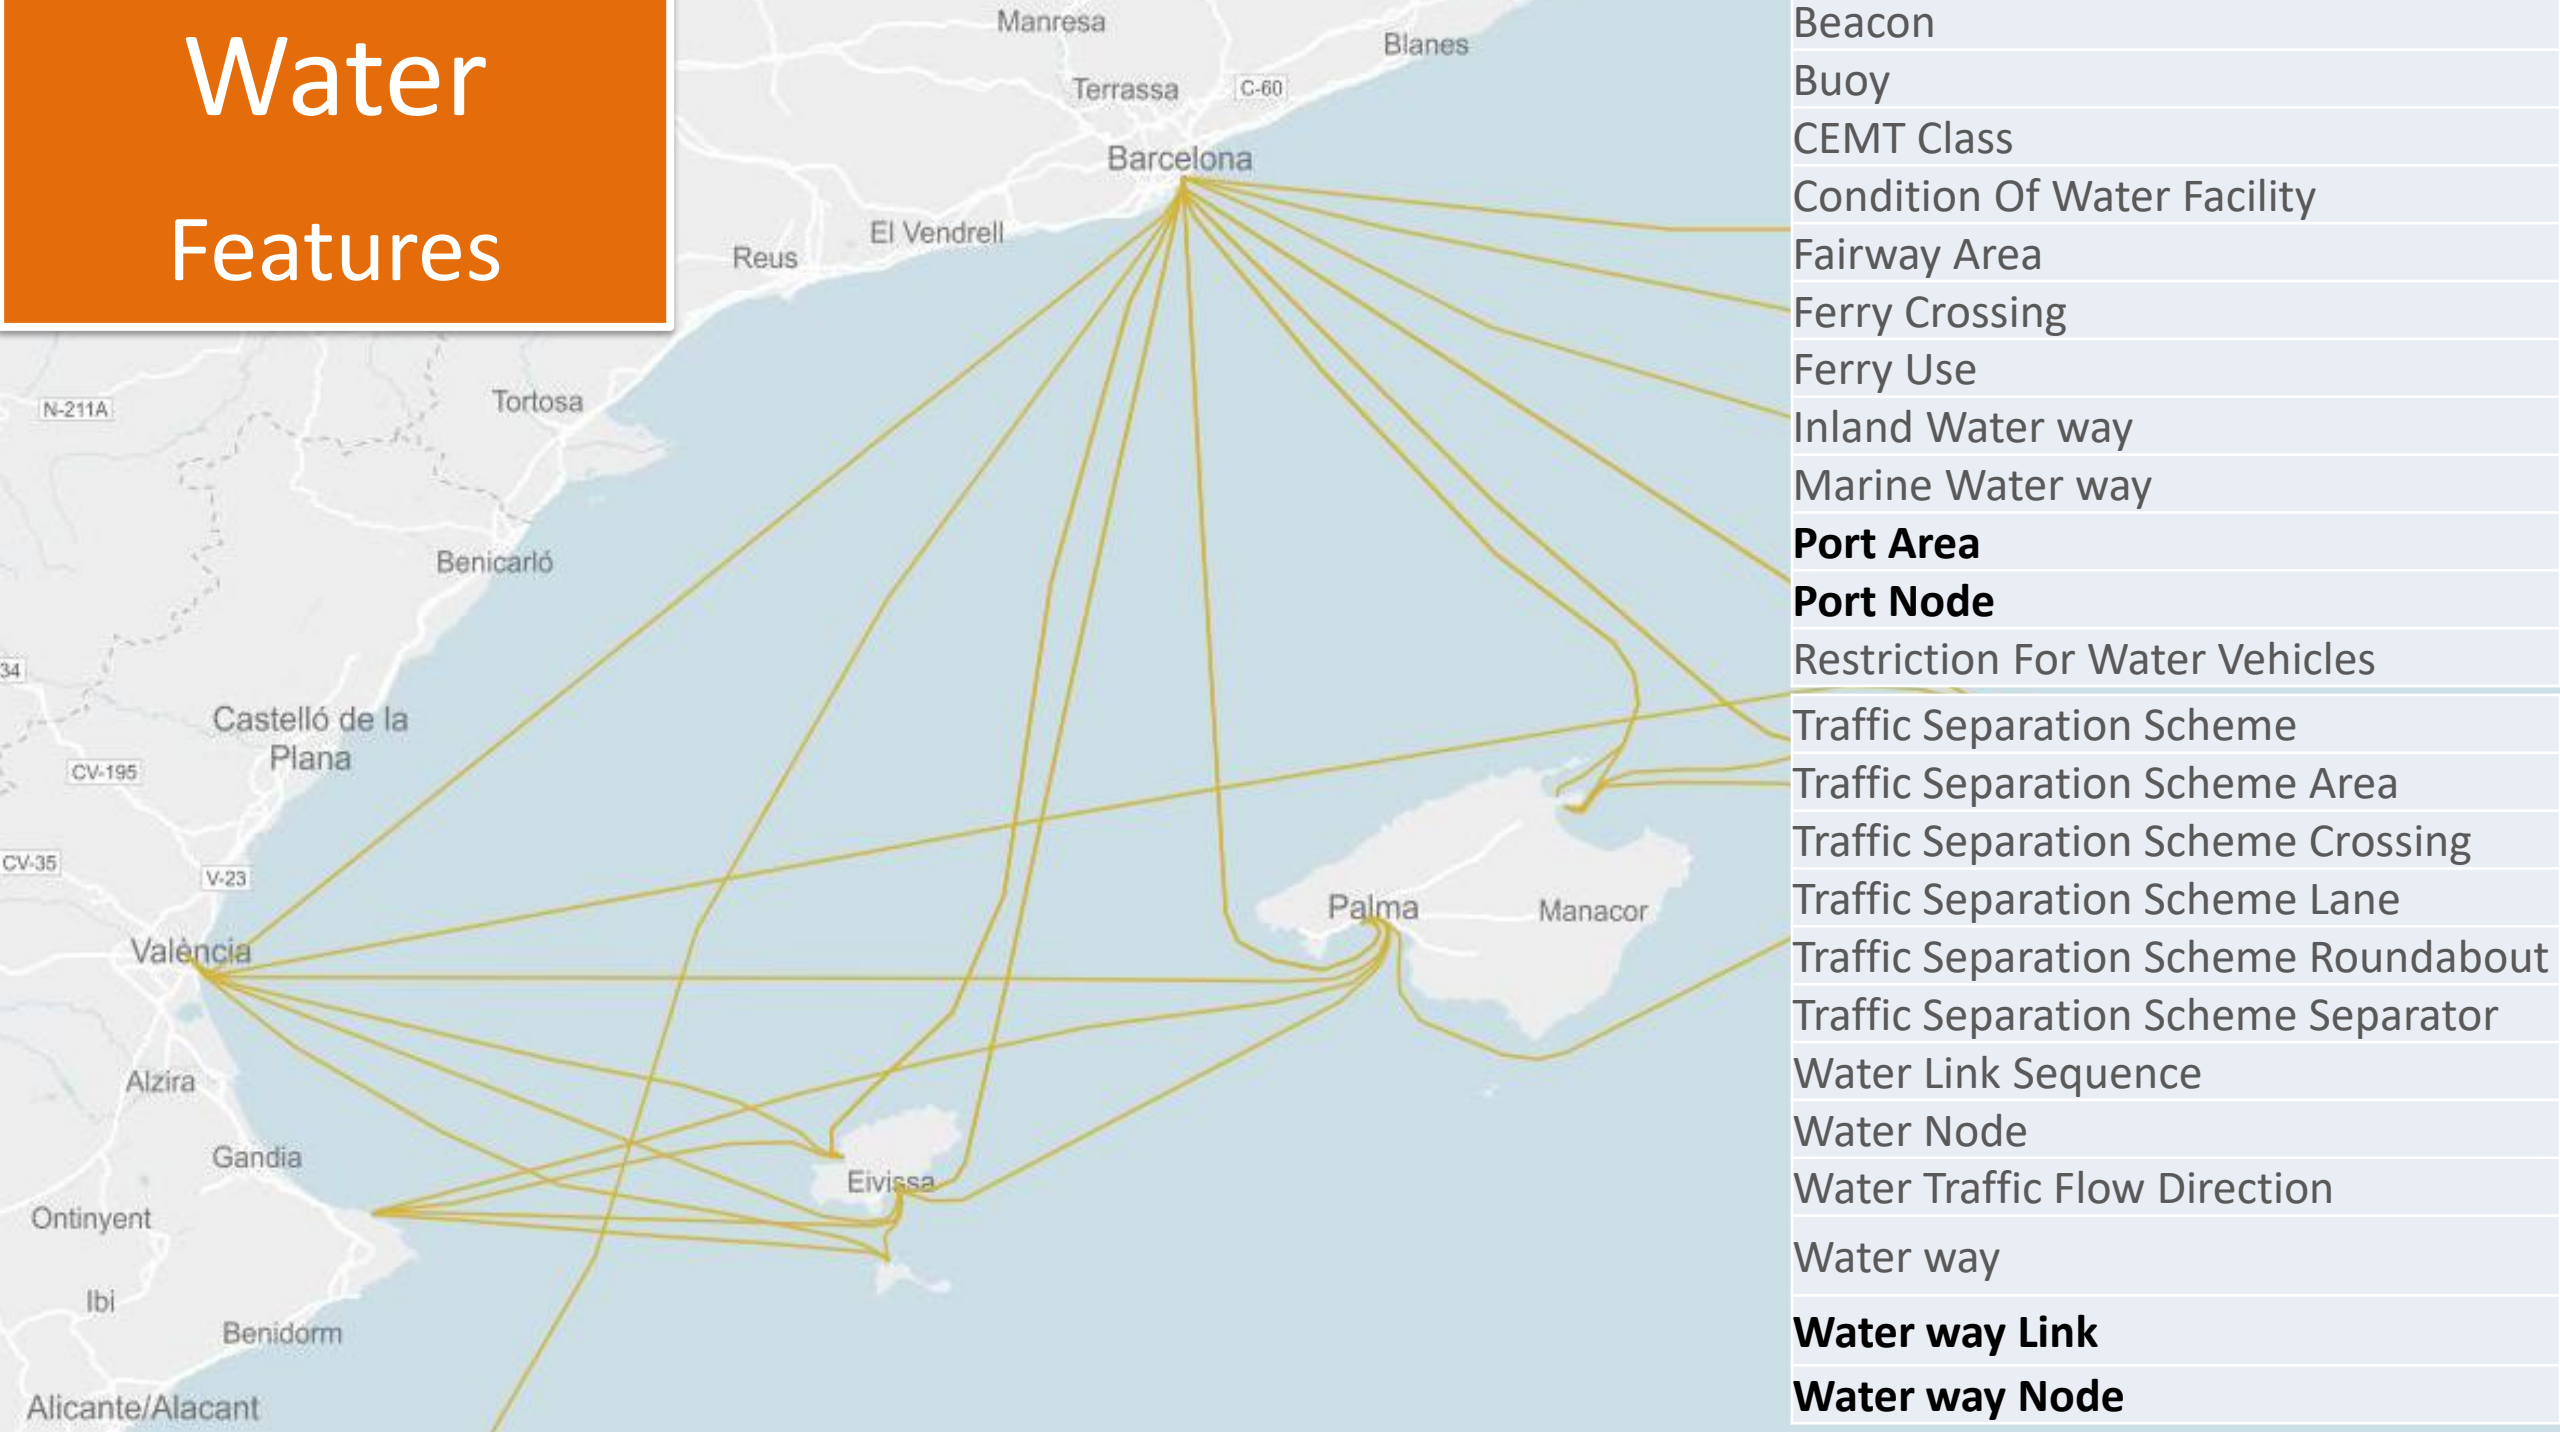 Water
Features
Manresa
Blanes
Terrassa
C-60
Barcelona
El Vendrell
Reus
Tortosa
N-211A
Benicarló
34
Castelló de la
Plana
CV-195
CV-35
V-23
València
Palma
Manacor
Alzira
Gandia
Eivissa
Ontinyent
Ibi
Benidorm
Alicante/Alacant
Beacon
Buoy
CEMT Class
Condition Of Water Facility
Fairway Area
Ferry Crossing
Ferry Use
Inland Water way
Marine Water way
Port Area
Port Node
Restriction For Water Vehicles
Traffic Separation Scheme
Traffic Separation Scheme Area
Traffic Separation Scheme Crossing
Traffic Separation Scheme Lane
Traffic Separation Scheme Roundabout
Traffic Separation Scheme Separator
Water Link Sequence
Water Node
Water Traffic Flow Direction
Water way
Water way Link
Water way Node